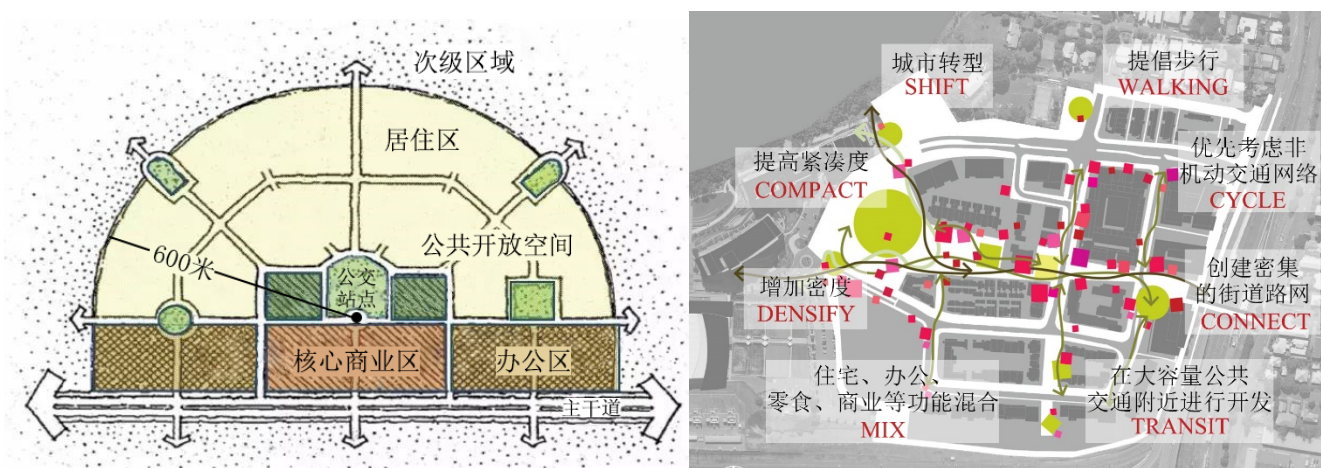 次级区域
居住区
600米
公共开放空间
公交
站点
核心商业区
办公区
主干道
城市转型
SHIFT
提倡步行
WALKING
提高紧凑度
COMPACT
优先考虑非
机动交通网络
CYCLE
增加密度
DENSIFY
创建密集
的街道路网
CONNECT
住宅、办公、
零食、商业等功能混合
MIX
在大容量公共
交通附近进行开发
TRANSIT